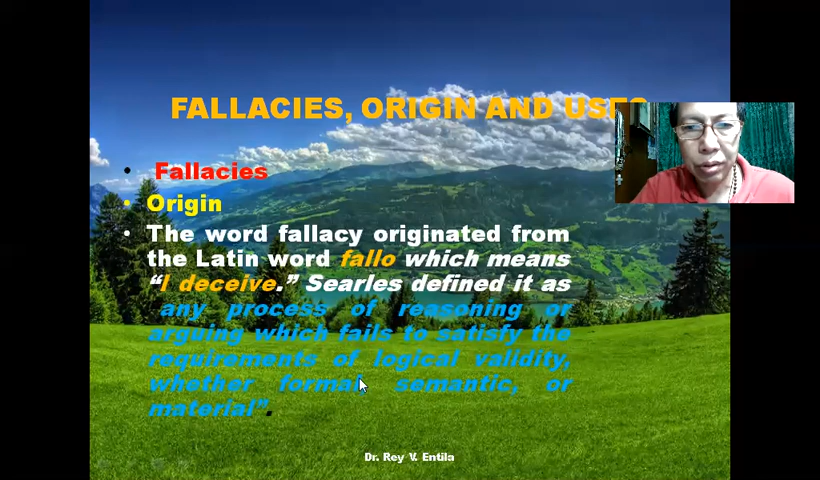 FALLACIES, ORIGIN AND USES
• Fallacies
• Origin
• The word fallacy originated from
the Latin word fallo which means
“I deceive.” Searles defined it as
any process of reasoning or
arguing which fails to satisfy the
requirements of logical validity,
whether formal, semantic, or
material”.
Dr. Rey V. Entila